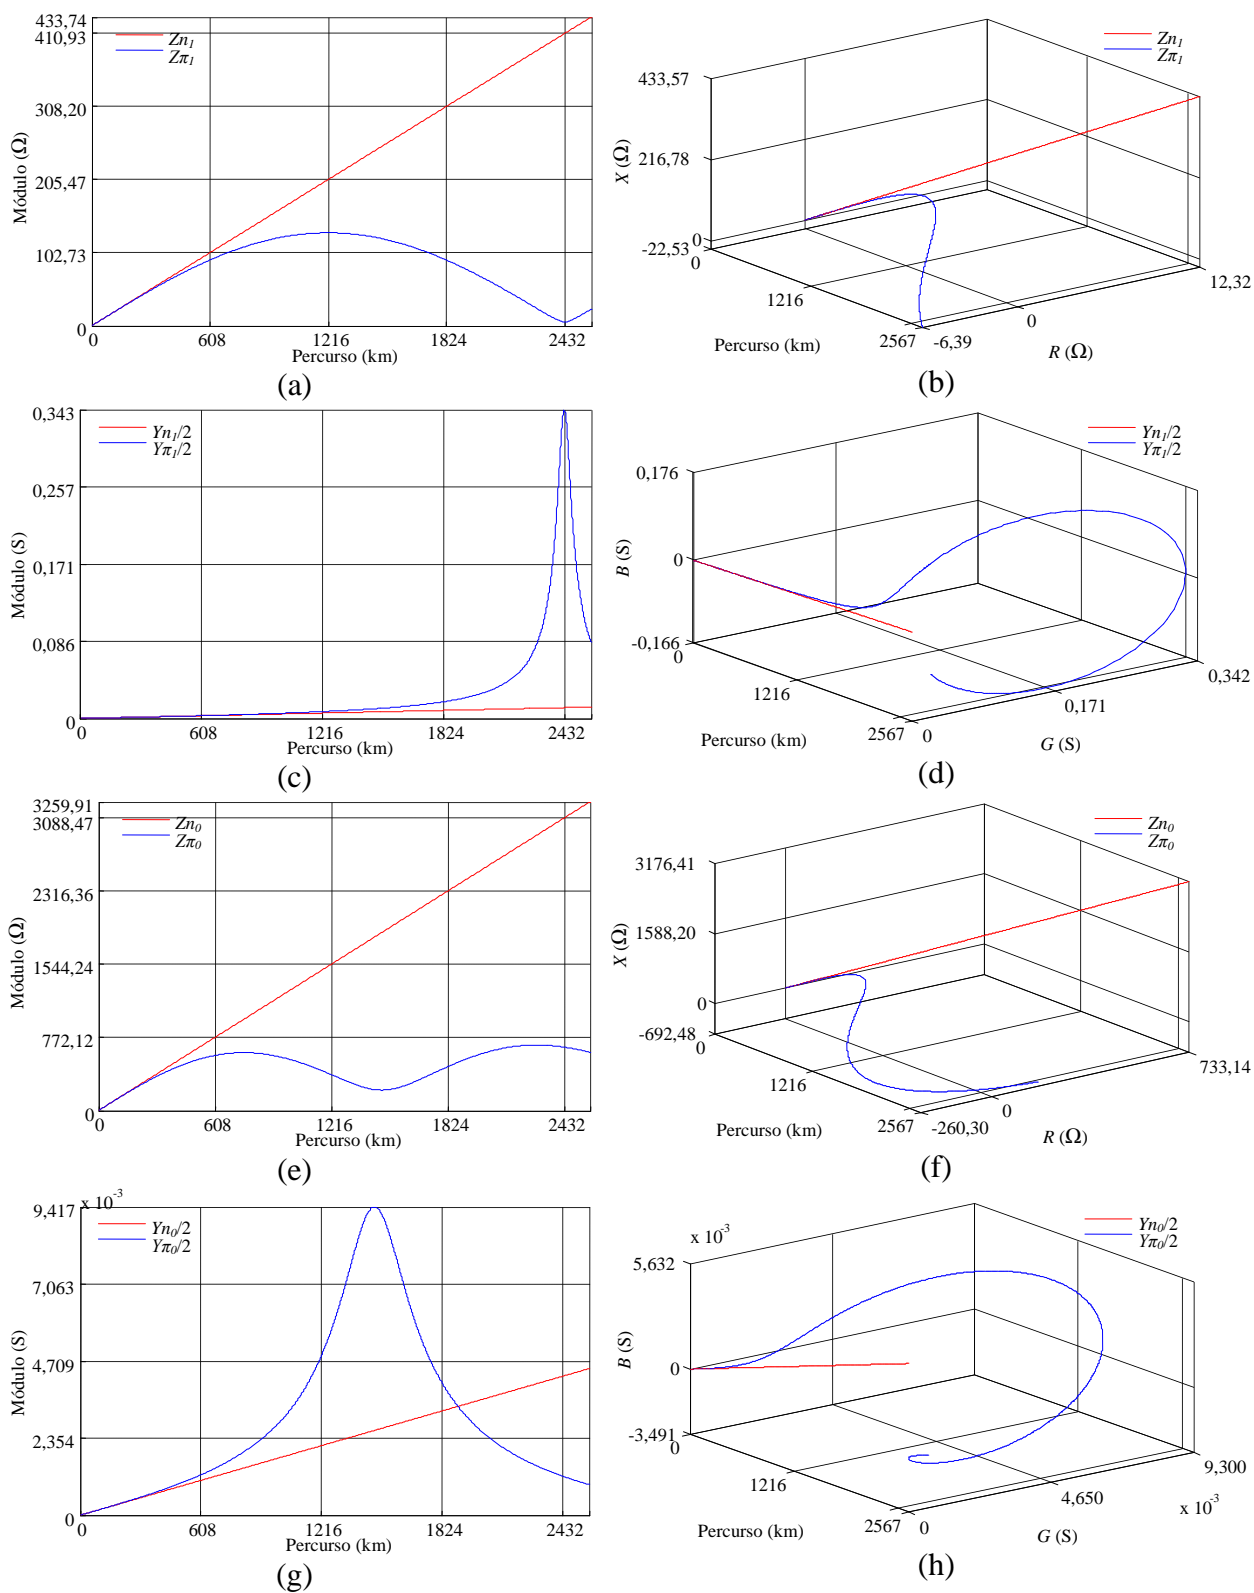 433,74
410,93
308,20
205,47
102,73
0
Módulo (Ω)
Zn1
Zπ1
0 608 1216 1824 2432
Percurso (km)
(a)
Zn1
Zπ1
433,57
216,78
0
-22,53
X (Ω)
0
1216
2567
Percurso (km)
-6,39
0
12,32
R (Ω)
(b)
0,343
0,257
0,171
0,086
0
Módulo (S)
Yn1/2
Yπ1/2
0 608 1216 1824 2432
Percurso (km)
(c)
Yn1/2
Yπ1/2
0,176
0
-0,166
B (S)
0
1216
2567
Percurso (km)
0
0,171
0,342
G (S)
(d)
3259,91
3088,47
2316,36
1544,24
772,12
0
Módulo (Ω)
Zn0
Zπ0
0 608 1216 1824 2432
Percurso (km)
(e)
Zn0
Zπ0
3176,41
1588,20
0
-692,48
X (Ω)
0
1216
2567
Percurso (km)
-260,30
0
733,14
R (Ω)
(f)
x 10-3
9,417
7,063
4,709
2,354
0
Módulo (S)
Yn0/2
Yπ0/2
0 608 1216 1824 2432
Percurso (km)
(g)
Yn0/2
Yπ0/2
x 10-3
5,632
0
-3,491
B (S)
0
1216
2567
Percurso (km)
0
4,650
9,300
x 10-3
G (S)
(h)